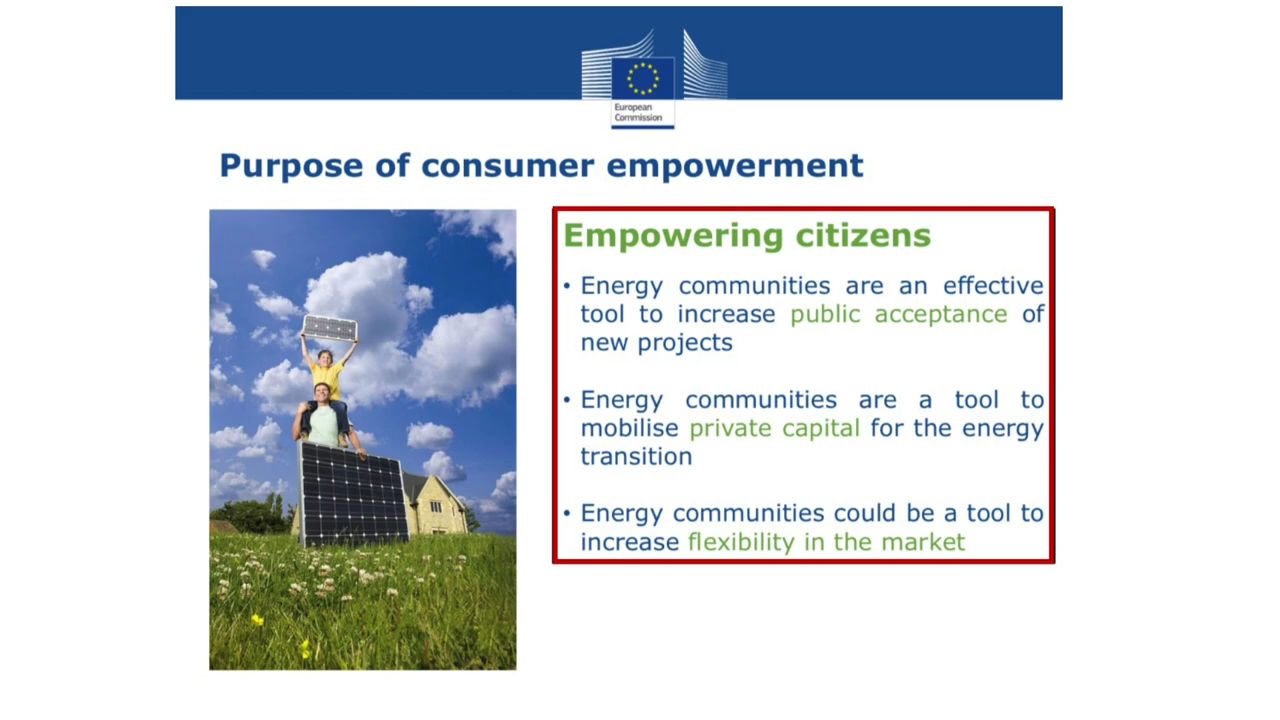 European
Commission
Purpose of consumer empowerment
Empowering citizens
• Energy communities are an effective
tool to increase public acceptance of
new projects
• Energy communities are a tool to
mobilise private capital for the energy
transition
• Energy communities could be a tool to
increase flexibility in the market